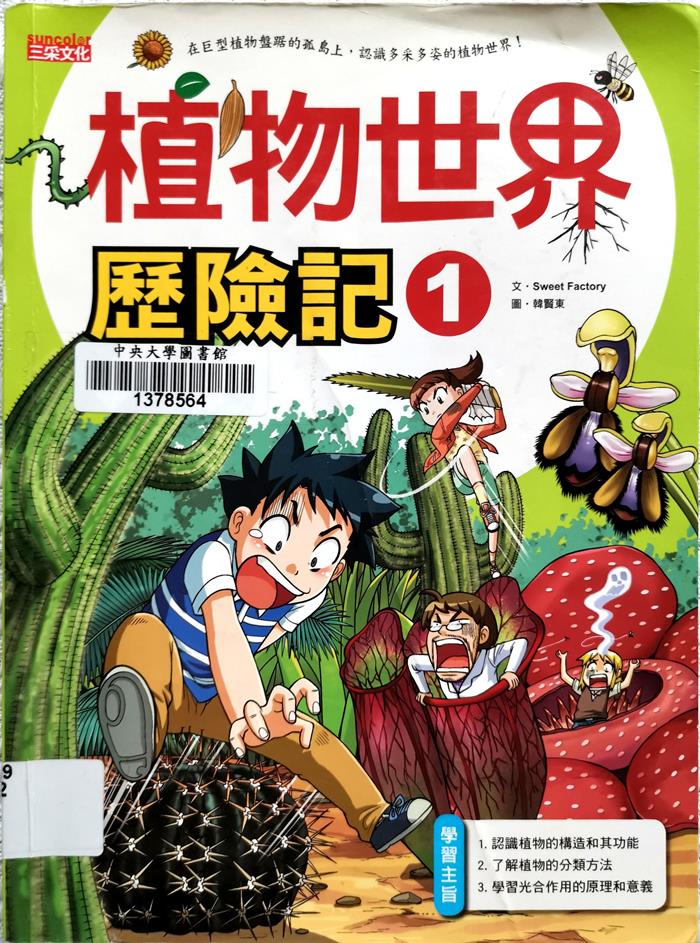 suncolor
三采文化
在巨型植物盤踞的孤島上，認識多采多姿的植物世界！
植物世界
歷險記 1
文・Sweet Factory
圖・韓賢東
中央大學圖書館
1378564
9
2
學習主旨
1. 認識植物的構造和其功能
2. 了解植物的分類方法
3. 學習光合作用的原理和意義